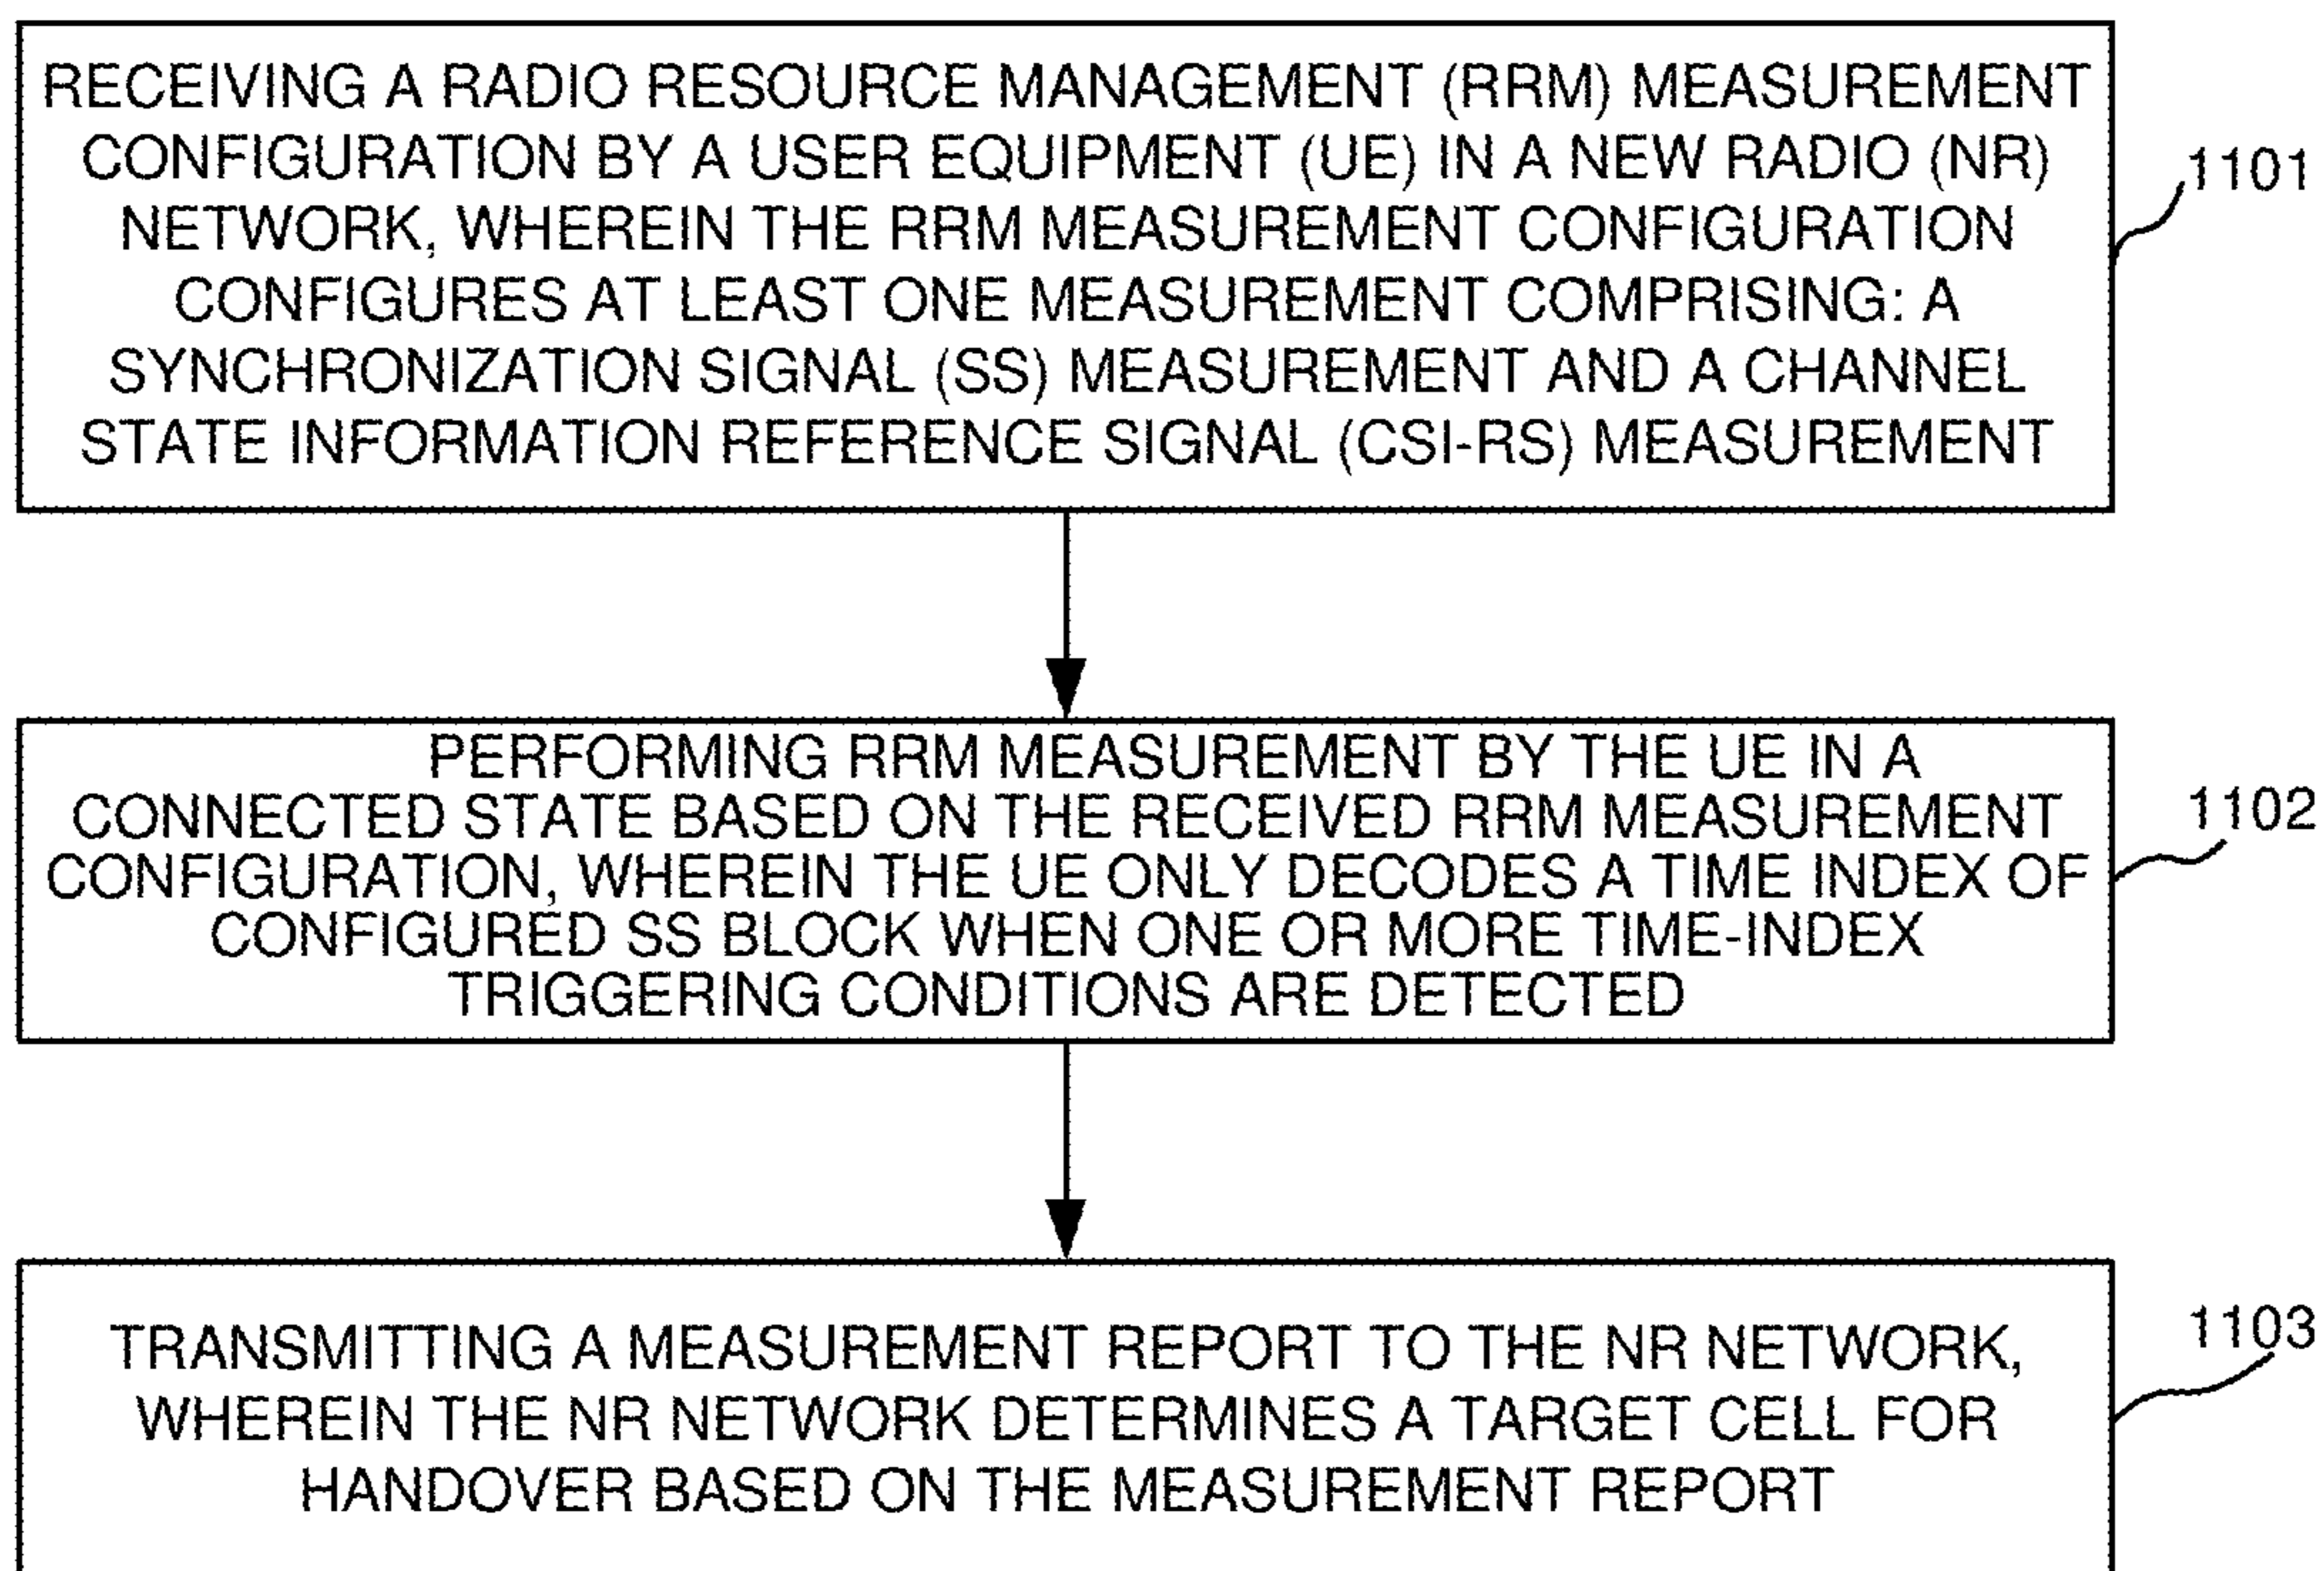 RECEIVING A RADIO RESOURCE MANAGEMENT (RRM) MEASUREMENT
CONFIGURATION BY A USER EQUIPMENT (UE) IN A NEW RADIO (NR)
NETWORK, WHEREIN THE RRM MEASUREMENT CONFIGURATION
CONFIGURES AT LEAST ONE MEASUREMENT COMPRISING: A
SYNCHRONIZATION SIGNAL (SS) MEASUREMENT AND A CHANNEL
STATE INFORMATION REFERENCE SIGNAL (CSI-RS) MEASUREMENT
1101
PERFORMING RRM MEASUREMENT BY THE UE IN A
CONNECTED STATE BASED ON THE RECEIVED RRM MEASUREMENT
CONFIGURATION, WHEREIN THE UE ONLY DECODES A TIME INDEX OF
CONFIGURED SS BLOCK WHEN ONE OR MORE TIME-INDEX
TRIGGERING CONDITIONS ARE DETECTED
1102
TRANSMITTING A MEASUREMENT REPORT TO THE NR NETWORK,
WHEREIN THE NR NETWORK DETERMINES A TARGET CELL FOR
HANDOVER BASED ON THE MEASUREMENT REPORT
1103